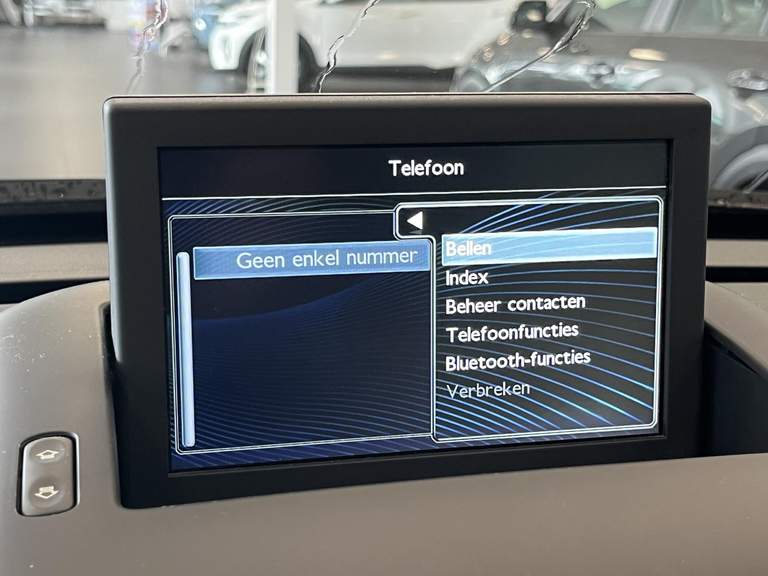 Telefoon
Geen enkel nummer
Bellen
Index
Beheer contacten
Telefoonfuncties
Bluetooth-functies
Verbreken